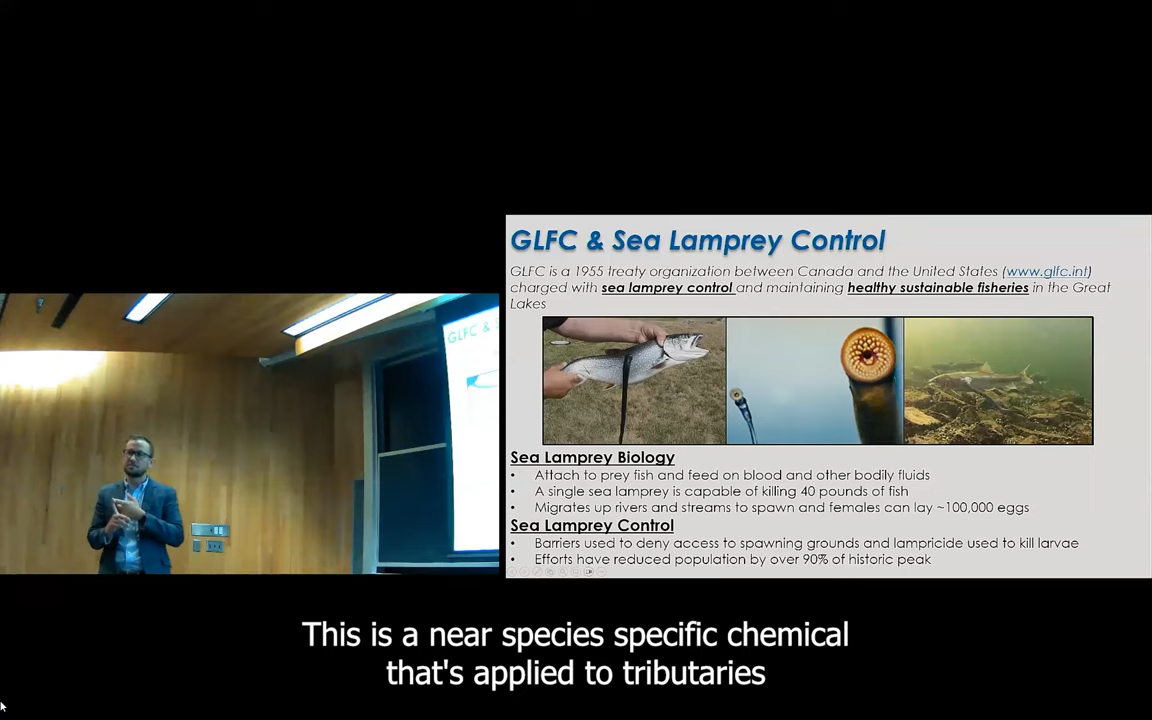 GLFC & Sea Lamprey Control
GLFC is a 1955 treaty organization between Canada and the United States (www.glfc.int)
charged with sea lamprey control and maintaining healthy sustainable fisheries in the Great
Lakes
GLFC & S
Sea Lamprey Biology
• Attach to prey fish and feed on blood and other bodily fluids
• A single sea lamprey is capable of killing 40 pounds of fish
• Migrates up rivers and streams to spawn and females can lay ~100,000 eggs
Sea Lamprey Control
• Barriers used to deny access to spawning grounds and lampricide used to kill larvae
• Efforts have reduced population by over 90% of historic peak
This is a near species specific chemical
that's applied to tributaries